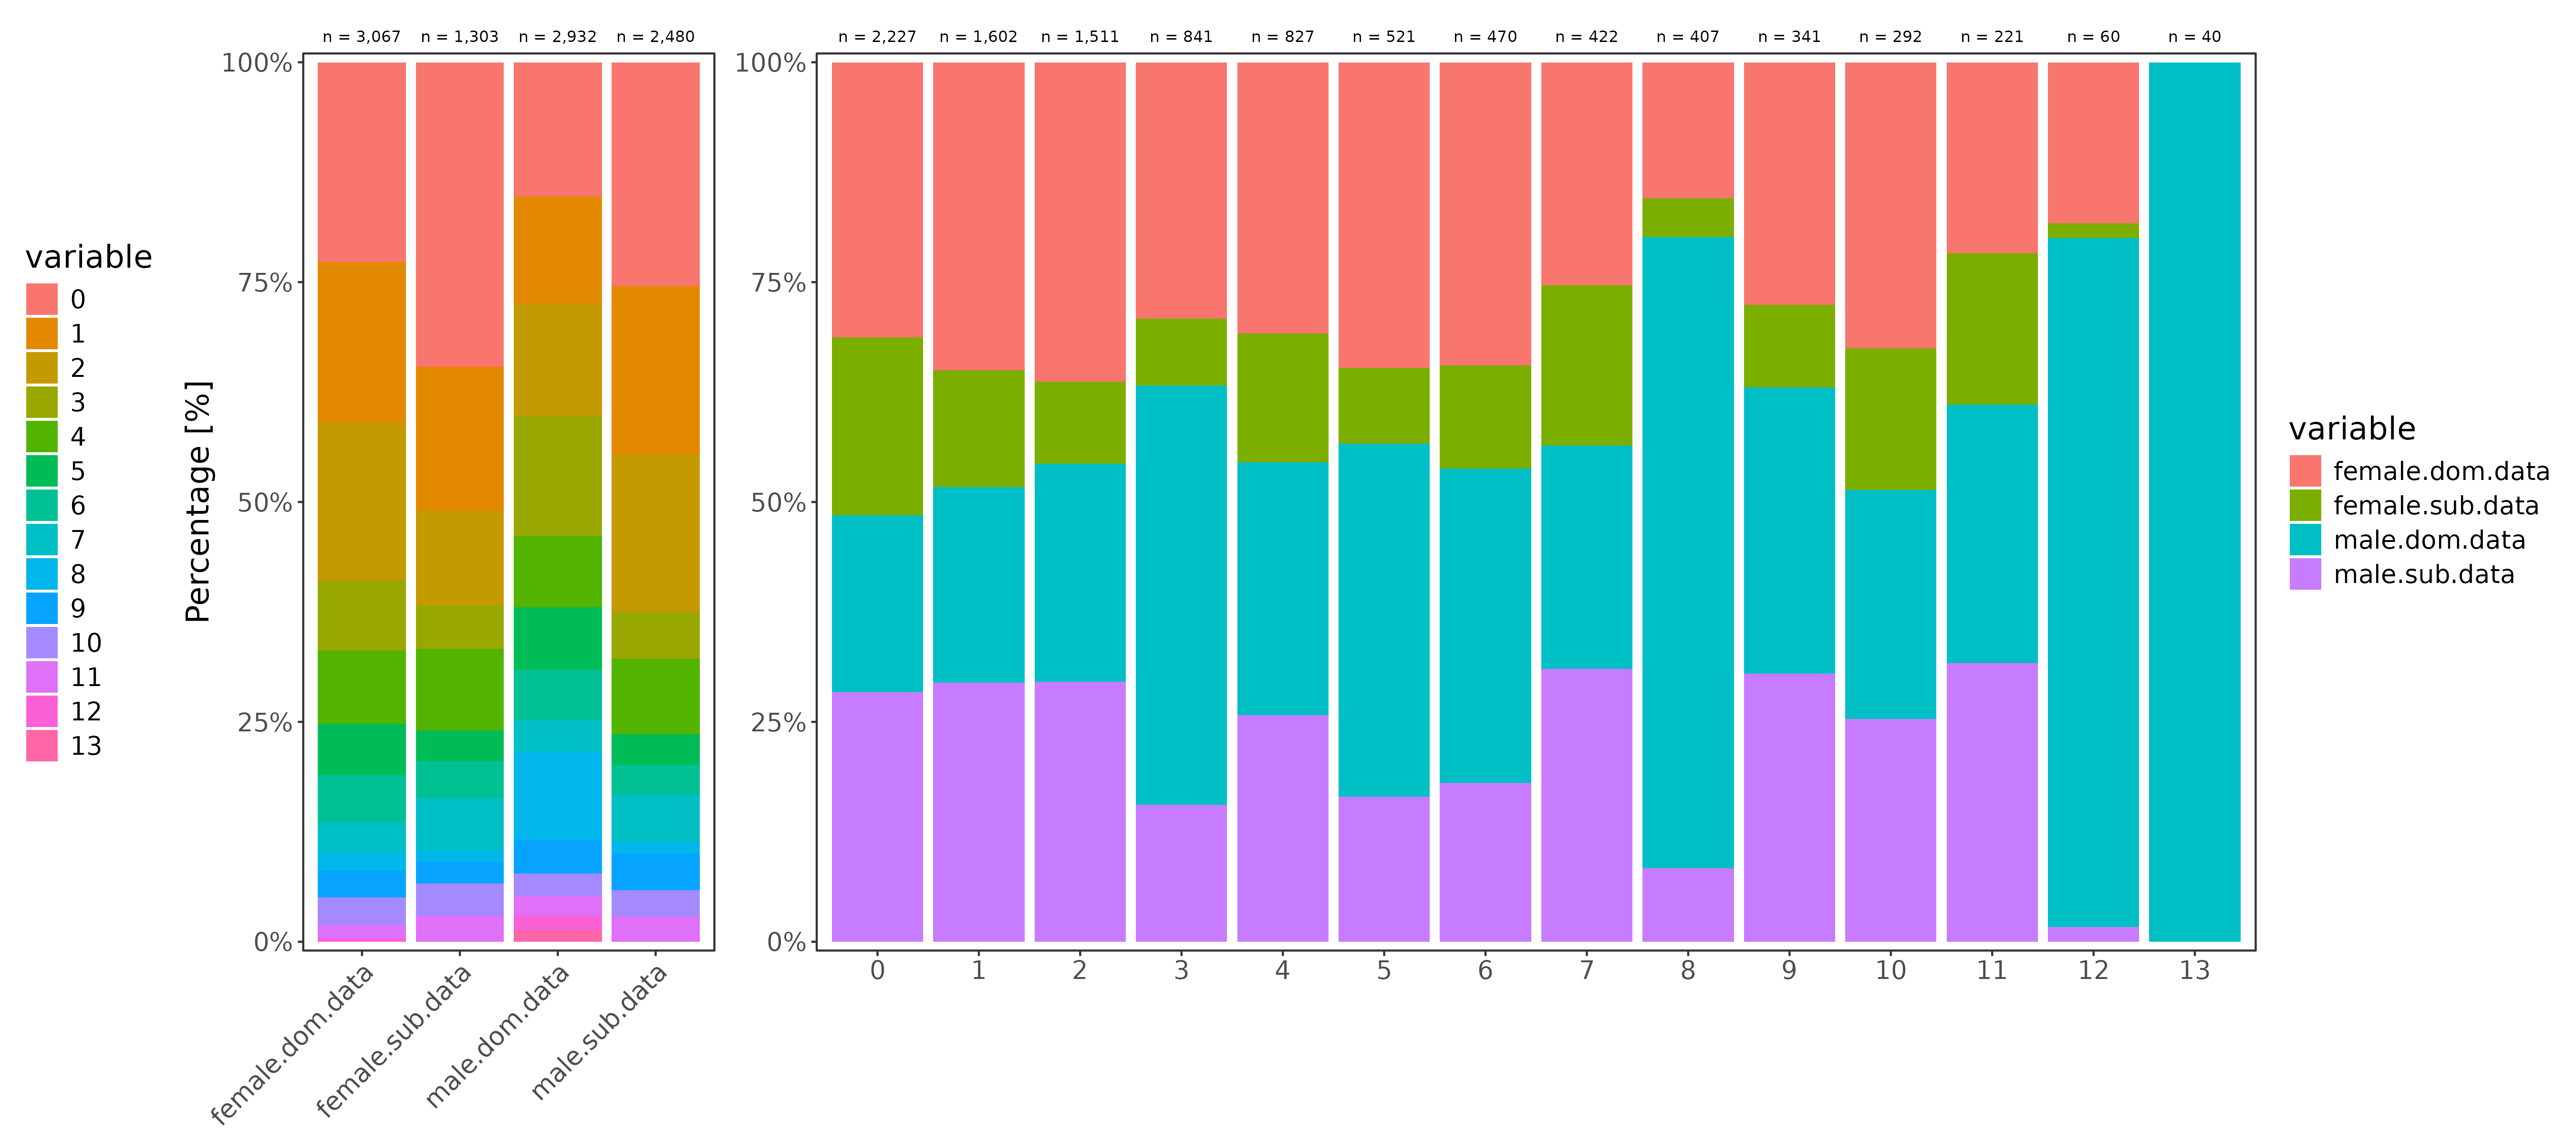 n = 3,067 n = 1,303 n = 2,932 n = 2,480
n = 2,227 n = 1,602 n = 1,511 n = 841 n = 827 n = 521 n = 470 n = 422 n = 407 n = 341 n = 292 n = 221 n = 60 n = 40
variable
0
1
2
3
4
5
6
7
8
9
10
11
12
13
Percentage [%]
100%
75%
50%
25%
0%
female.dom.data
female.sub.data
male.dom.data
male.sub.data
100%
75%
50%
25%
0%
0 1 2 3 4 5 6 7 8 9 10 11 12 13
variable
female.dom.data
female.sub.data
male.dom.data
male.sub.data